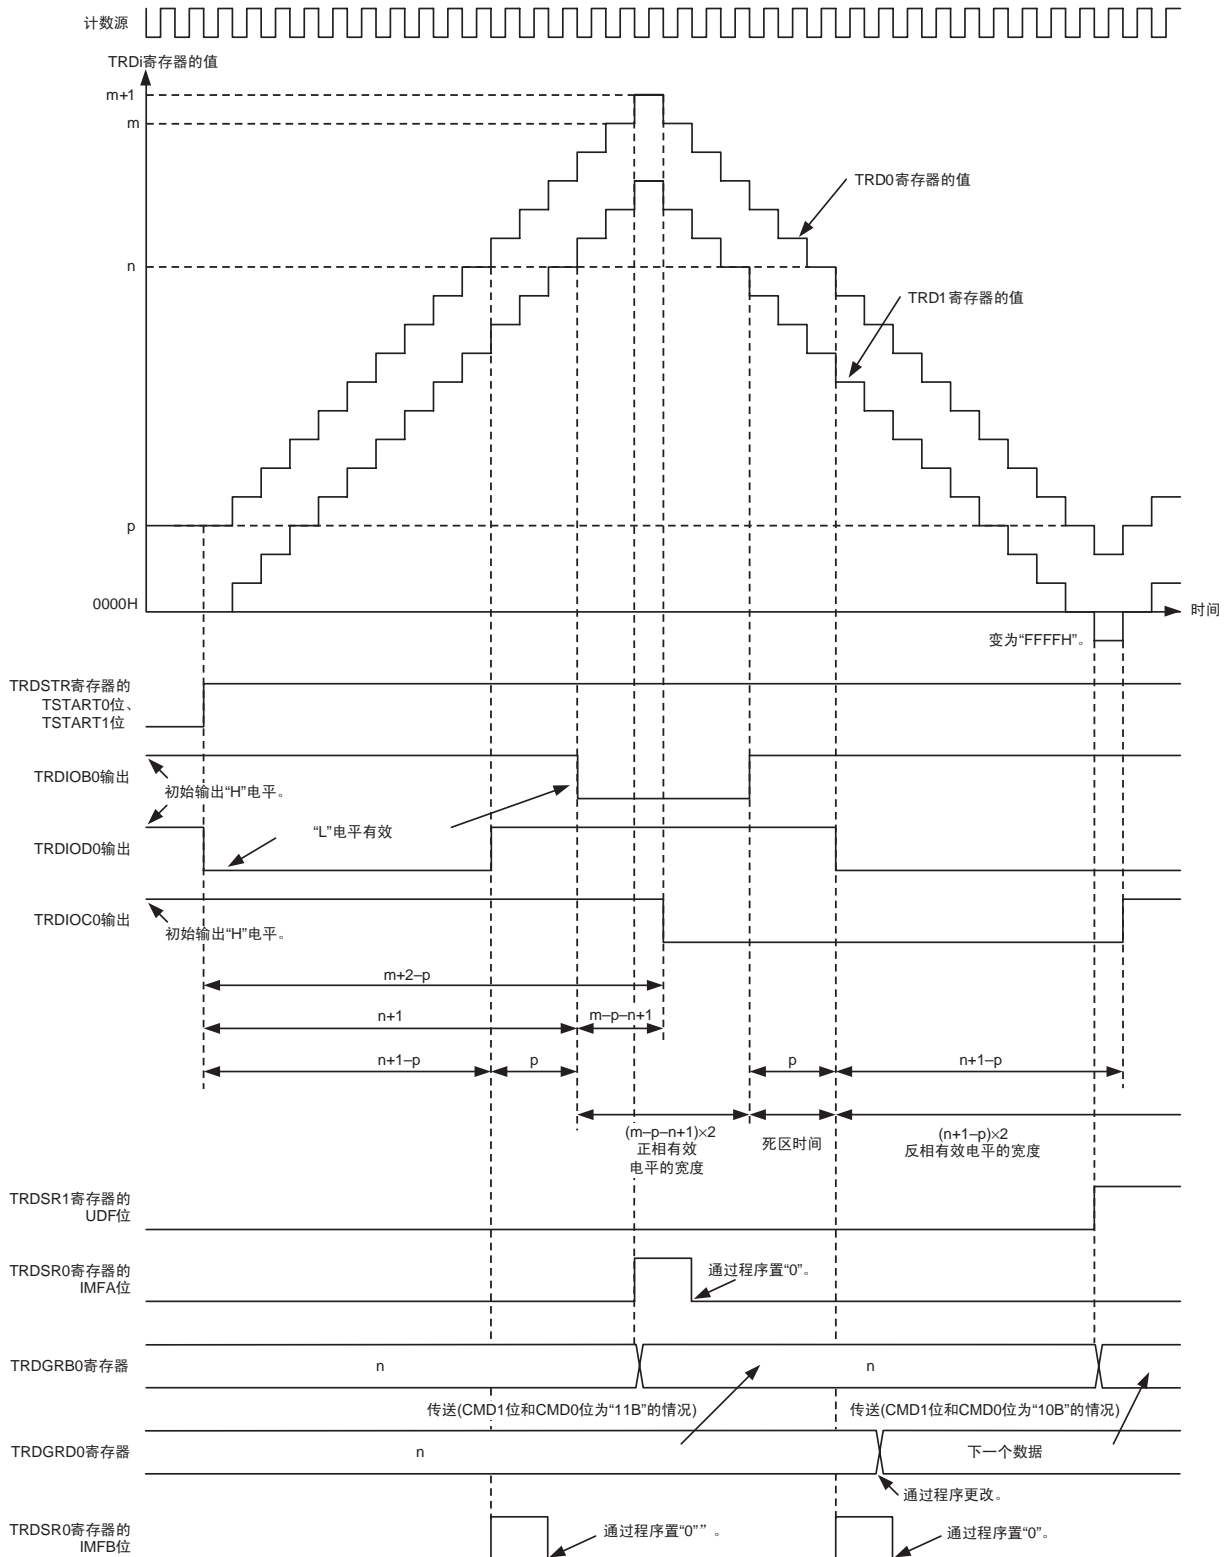 计数源
TRDi寄存器的值
m+1
m
TRD0寄存器的值
n
TRD1寄存器的值
p
0000H
时间
变为“FFFFH”。
TRDSTR寄存器的
TSTART0位、
TSTART1位
TRDIOB0输出
初始输出“H”电平。
“L”电平有效
TRDIOD0输出
TRDIOC0输出
初始输出“H”电平。
m+2–p
n+1
m–p–n+1
n+1–p
p
p
n+1–p
(m–p–n+1)×2
正相有效
电平的宽度
死区时间
(n+1–p)×2
反相有效电平的宽度
TRDSR1寄存器的
UDF位
TRDSR0寄存器的
IMFA位
通过程序置“0”。
TRDGRB0寄存器
n
n
传送(CMD1位和CMD0位为“11B”的情况)
传送(CMD1位和CMD0位为“10B”的情况)
TRDGRD0寄存器
n
下一个数据
通过程序更改。
TRDSR0寄存器的
IMFB位
通过程序置“0””。
通过程序置“0”。